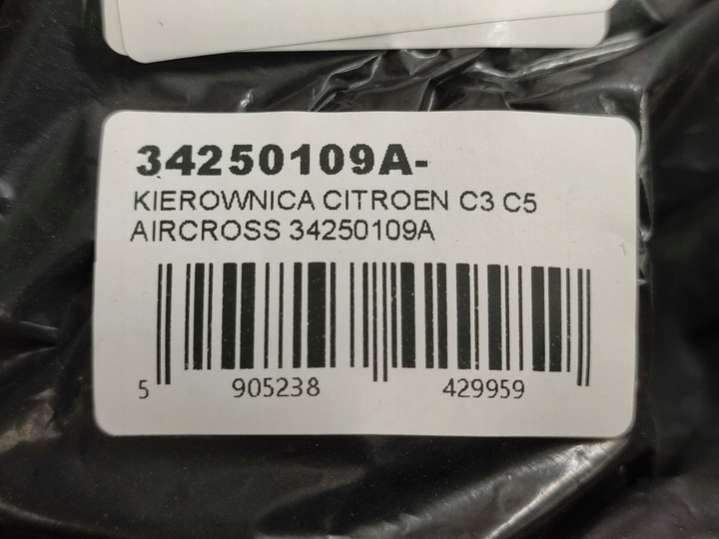 34250109A-
KIEROWNICA CITROEN C3 C5
AIRCROSS 34250109A
5 905238 429959